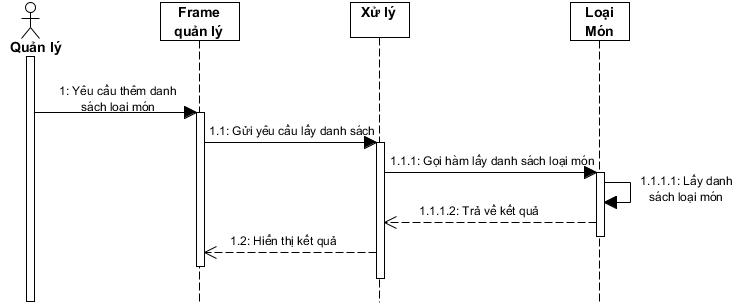 Quản lý
Frame
quản lý
Xử lý
Loại
Món
1: Yêu cầu thêm danh
sách loại món
1.1: Gửi yêu cầu lấy danh sách
1.1.1: Gọi hàm lấy danh sách loại món
1.1.1.1: Lấy danh
sách loại món
1.1.1.2: Trả về kết quả
1.2: Hiển thị kết quả